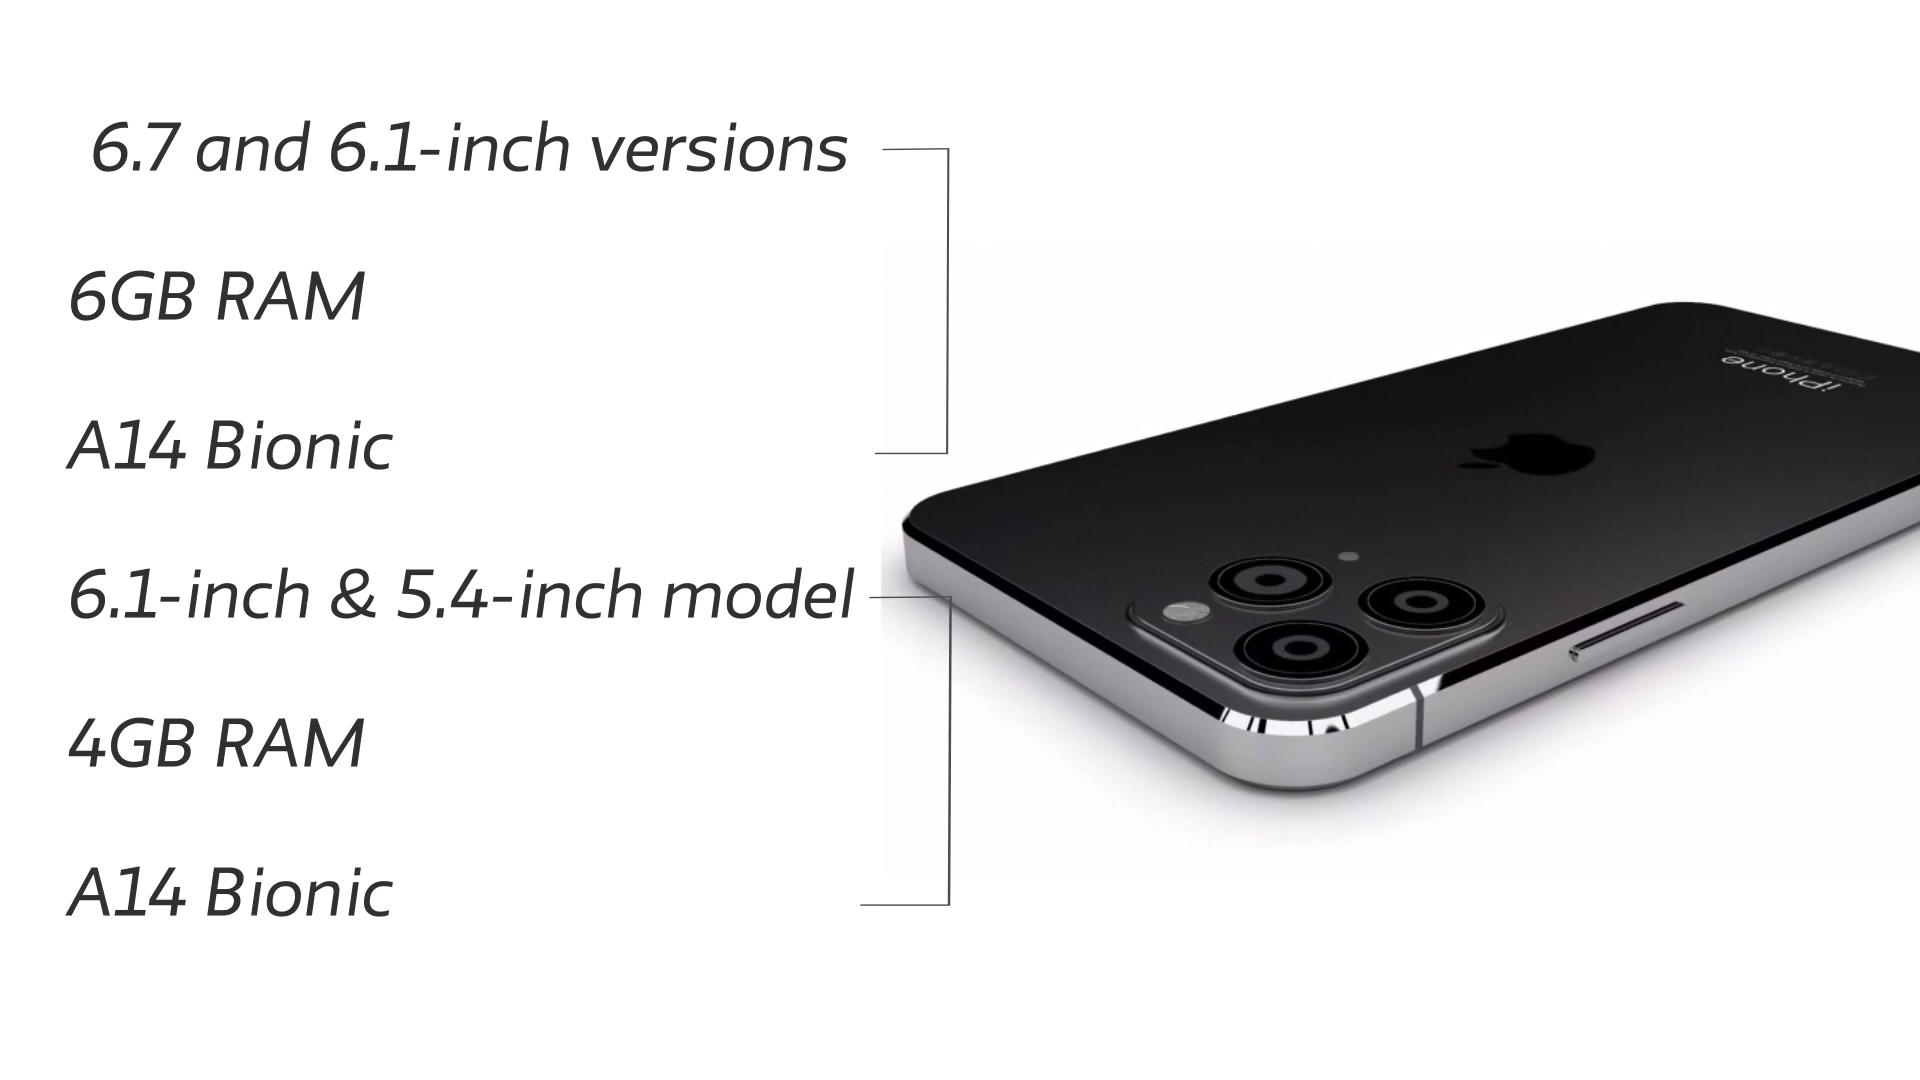 6.7 and 6.1-inch versions
6GB RAM
A14 Bionic
6.1-inch & 5.4-inch model
4GB RAM
A14 Bionic
iPhone